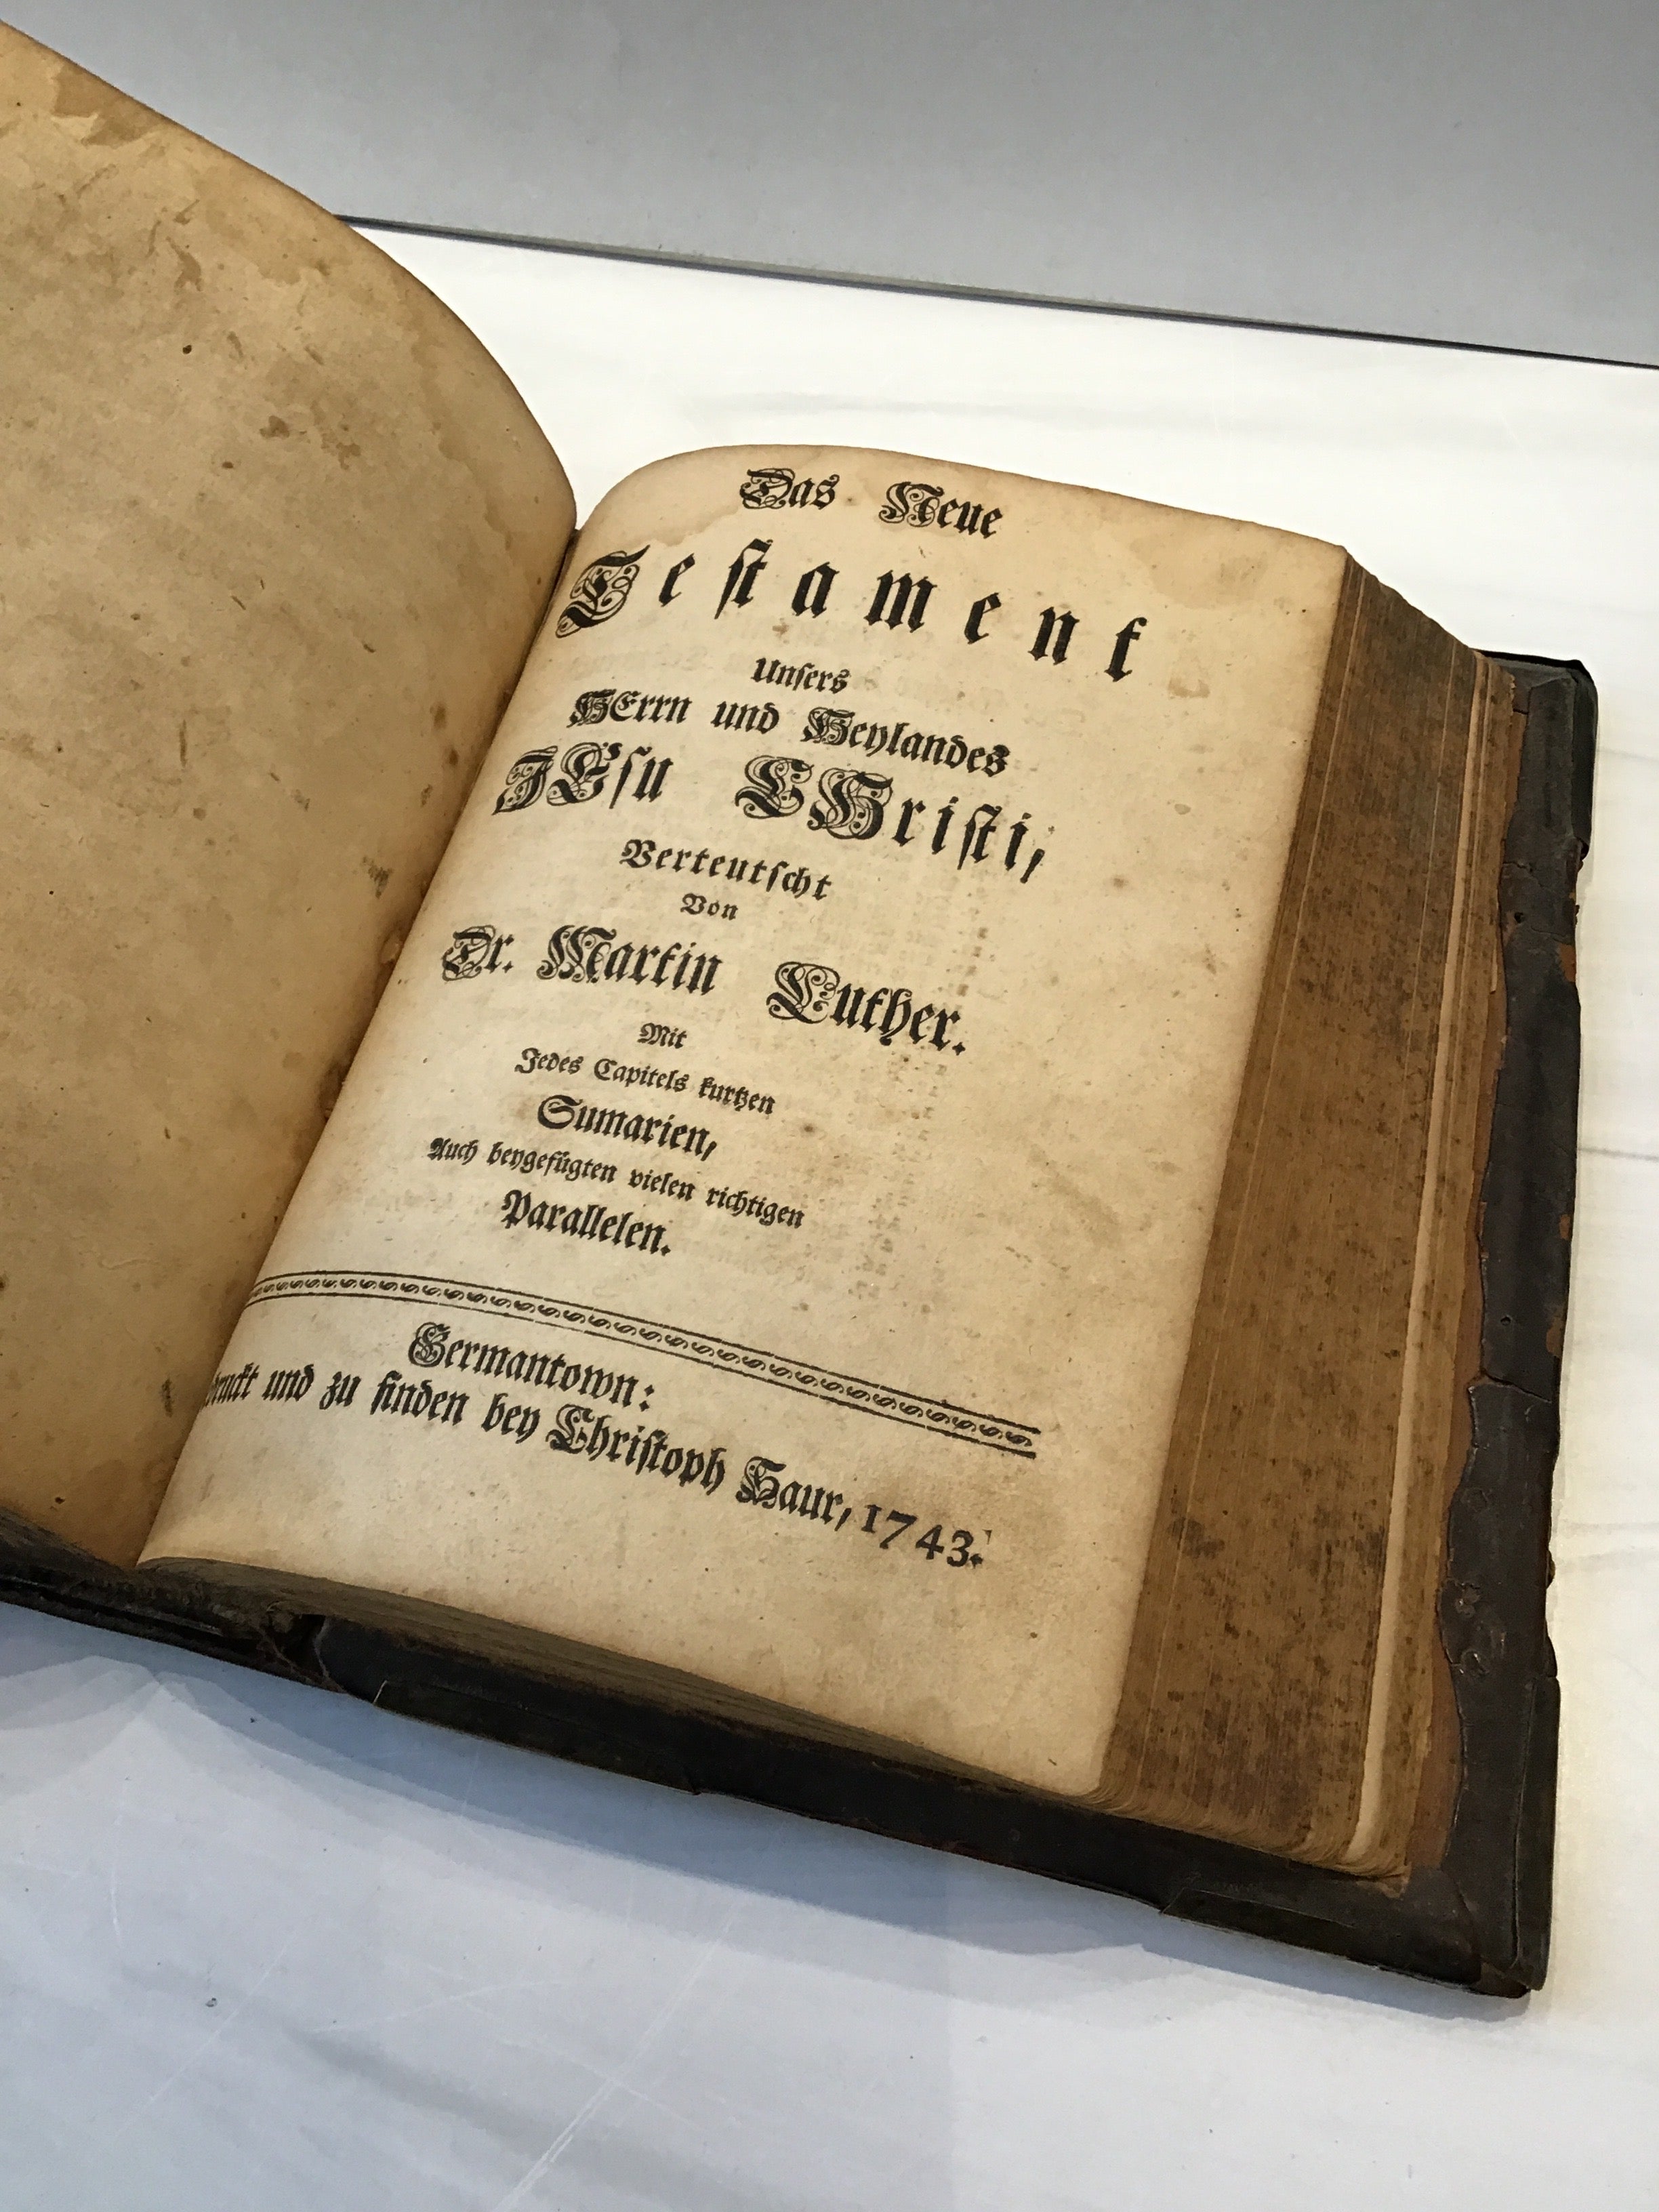 Das Neue
Testament
Unsers
HErrn und Heylandes
JEsu CHristi,
Verteutscht
Von
Dr. Martin Luther.
Mit
Jedes Capitels kurtzen
Sumarien,
Auch beygefügten vielen richtigen
Parallelen.
Germantown:
druckt und zu finden bey Christoph Saur, 1743.